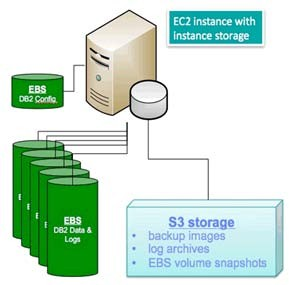 EC2 instance with
instance storage
EBS
DB2 Config
EBS
DB2 Data &
Logs
S3 storage
• backup images
• log archives
• EBS volume snapshots